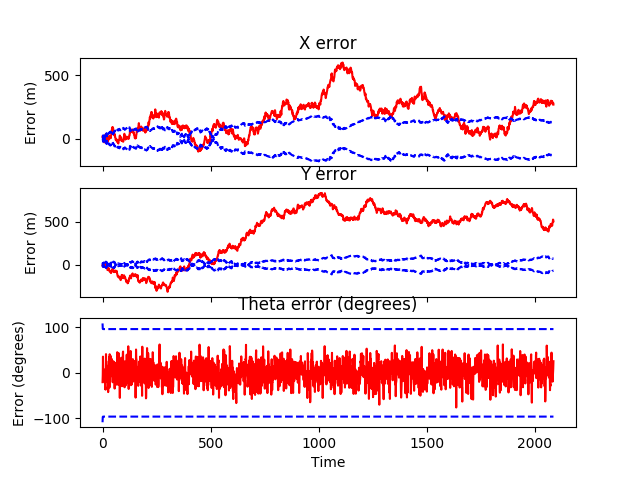 X error
Error (m)
500
0
Y error
Error (m)
500
0
Theta error (degrees)
Error (degrees)
100
0
−100
0
500
1000
1500
2000
Time